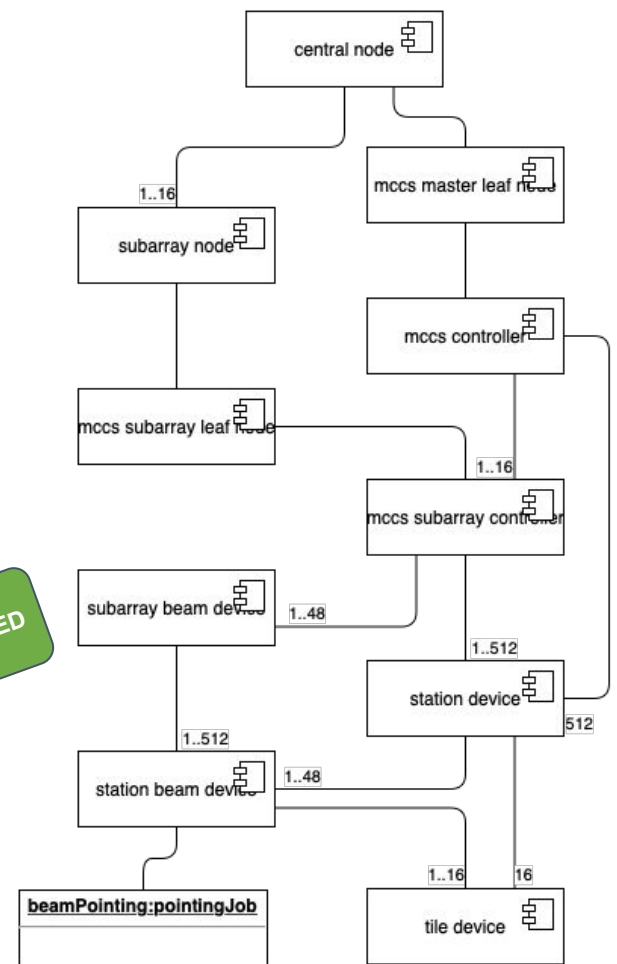 central node
1..16
mccs master leaf node
subarray node
mccs controller
mccs subarray leaf node
1..16
mccs subarray controller
subarray beam device
1..48
1..512
station device
512
1..512
1..48
station beam device
1..16
16
beamPointing:pointingJob
tile device